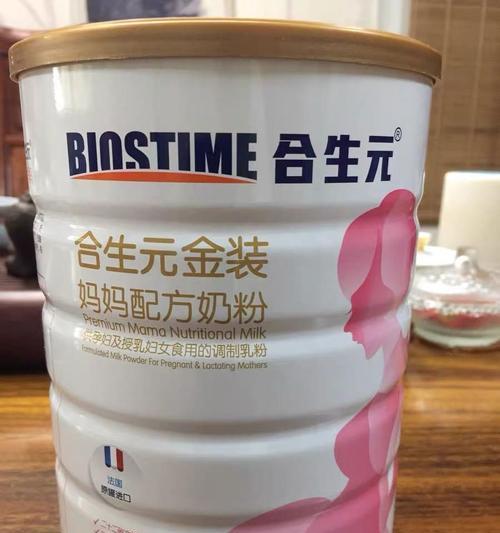 BIOSTIME 合生元®
合生元金装
妈妈配方奶粉
Premium Mama Nutritional Milk
供孕妇及授乳妇女食用的调制乳粉
Formulated Milk Powder For Pregnant & Lactating Mothers
法国
原罐进口